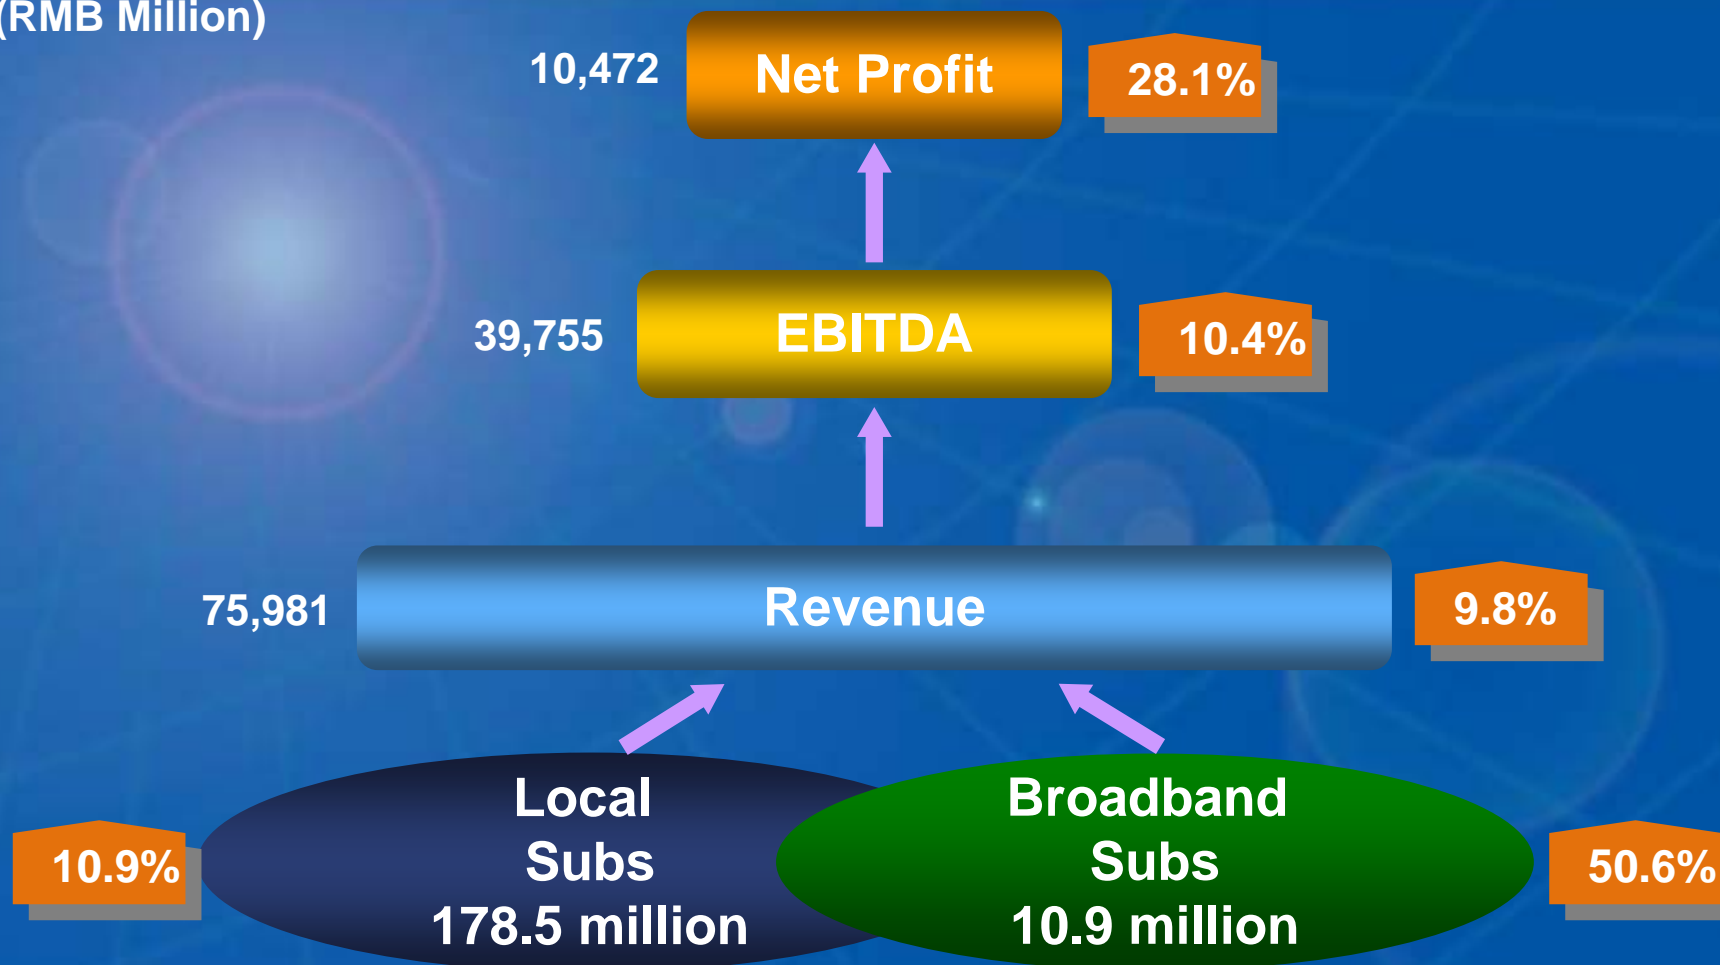 (RMB Million)
10,472 Net Profit 28.1%
39,755 EBITDA 10.4%
75,981 Revenue 9.8%
Local
Subs
178.5 million
10.9%
Broadband
Subs
10.9 million
50.6%